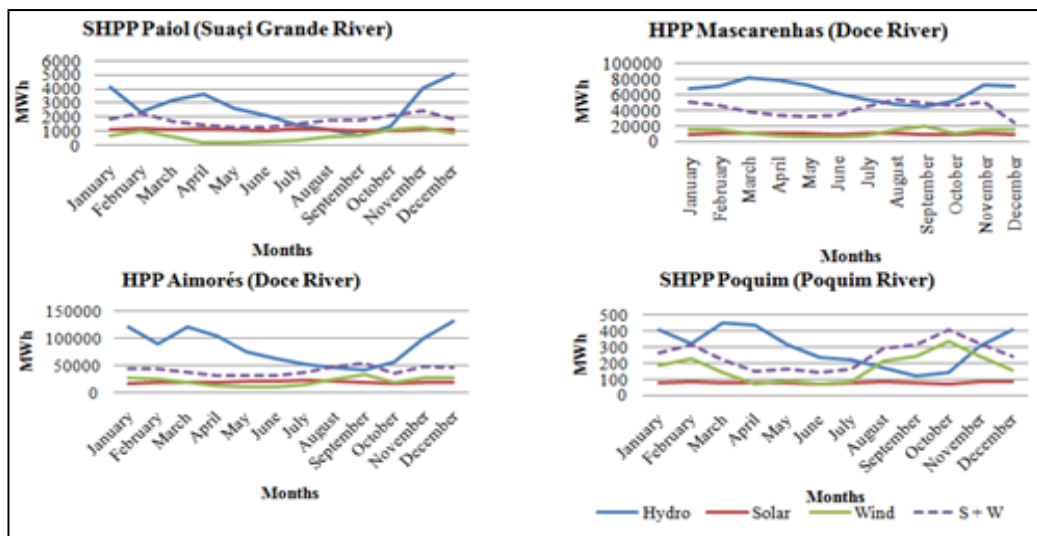 SHPP Paiol (Suaçi Grande River)
MWh
6000
5000
4000
3000
2000
1000
0
January
February
March
April
May
June
July
August
September
October
November
December
Months
HPP Mascarenhas (Doce River)
MWh
100000
80000
60000
40000
20000
0
January
February
March
April
May
June
July
August
September
October
November
December
Months
HPP Aimorés (Doce River)
MWh
150000
100000
50000
0
January
February
March
April
May
June
July
August
September
October
November
December
Months
SHPP Poquim (Poquim River)
MWh
500
400
300
200
100
0
January
February
March
April
May
June
July
August
September
October
November
December
Months
Hydro
Solar
Wind
S + W